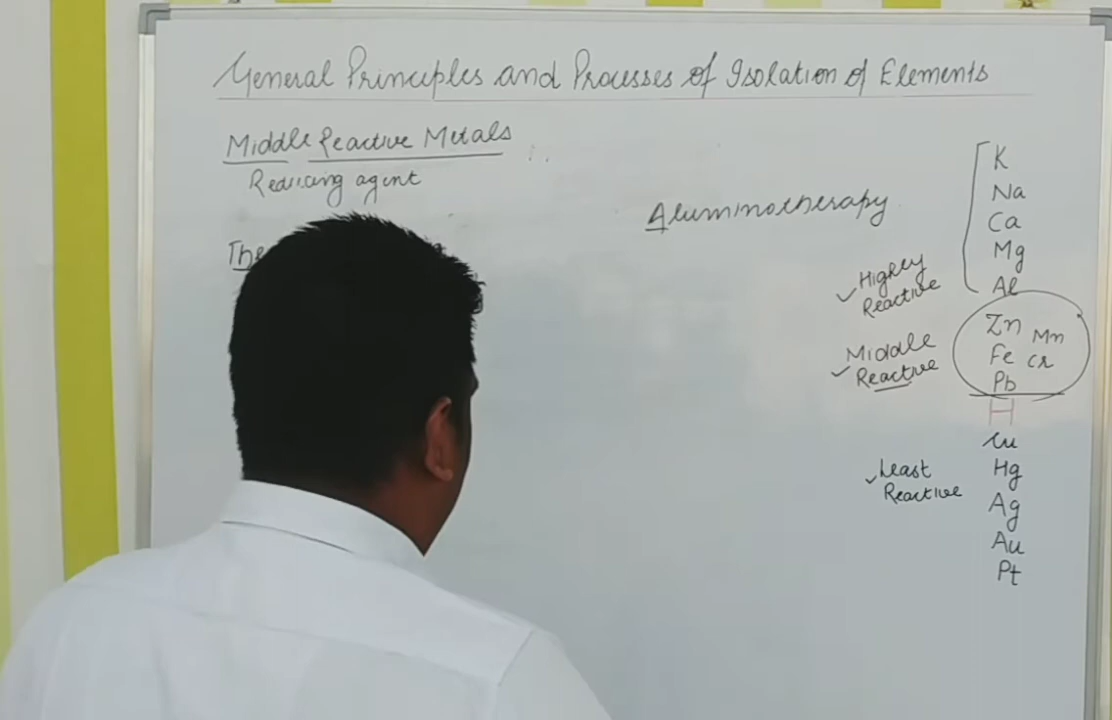 General Principles and Processes of Isolation of Elements
Middle Reactive Metals
Reducing agent
The
Aluminotherapy
Highly
Reactive
Middle
Reactive
Least
Reactive
K
Na
Ca
Mg
Al
Zn Mn
Fe Cr
Pb
H
Cu
Hg
Ag
Au
Pt